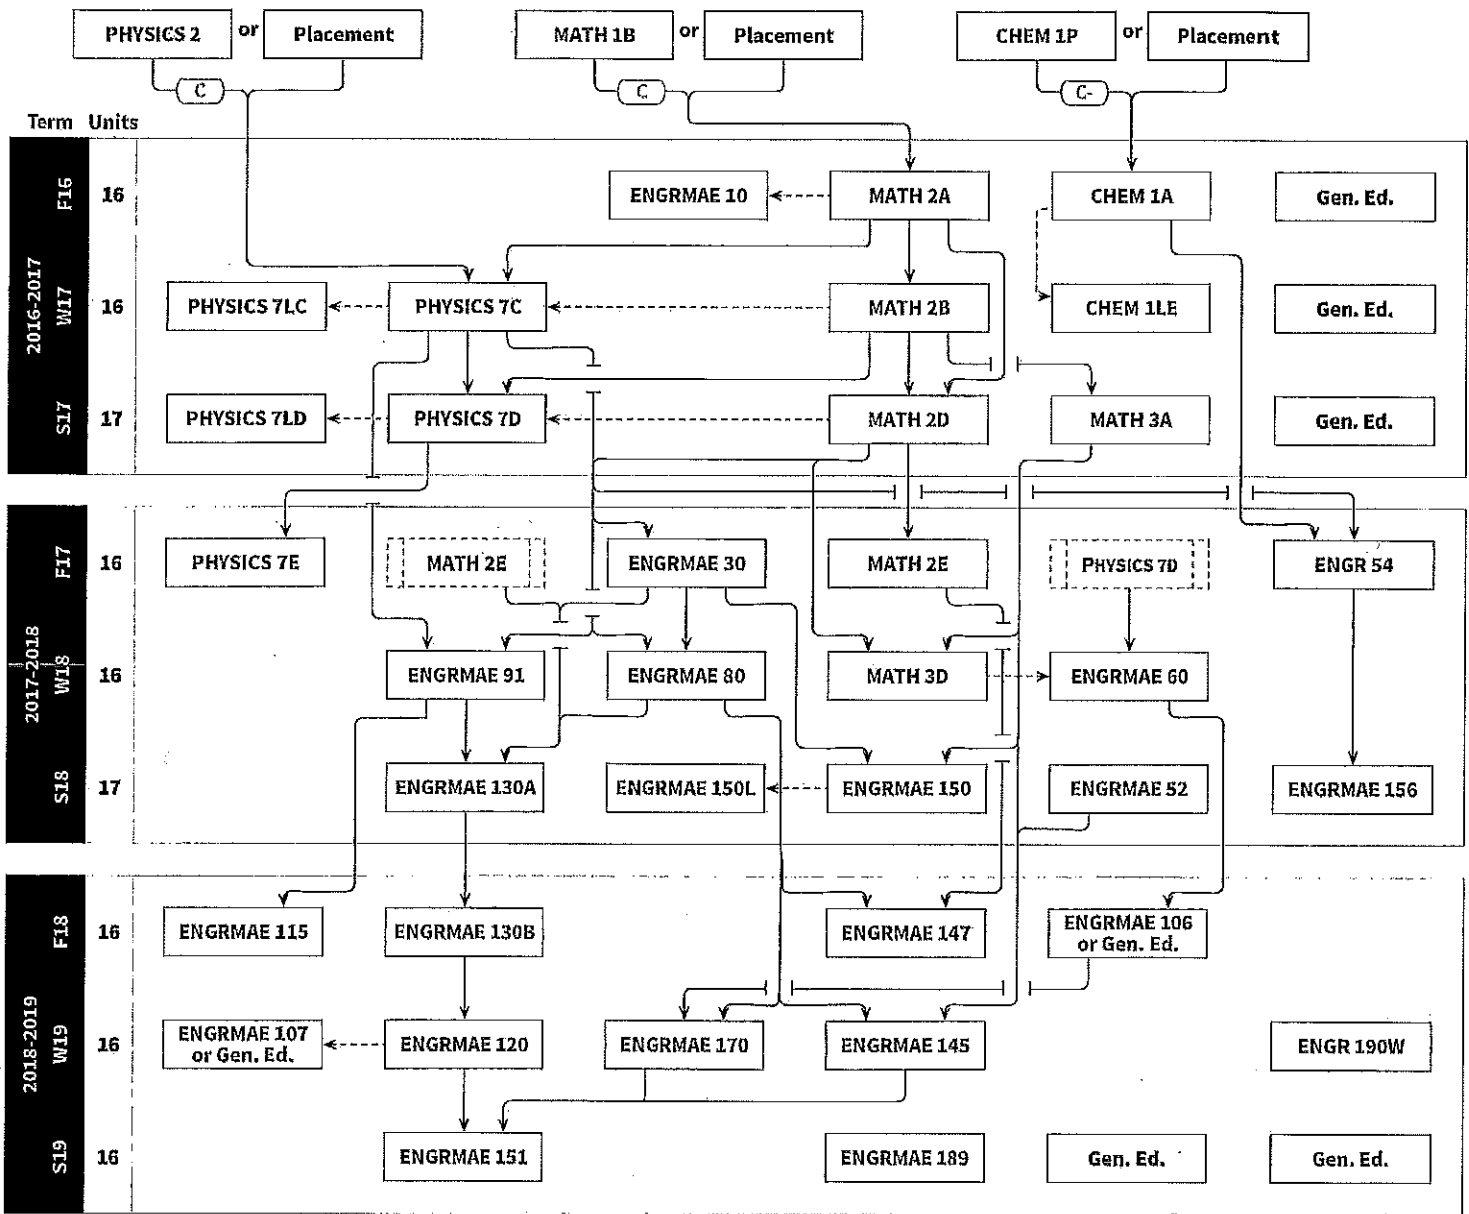 PHYSICS 2 or Placement MATH 1B or Placement CHEM 1P or Placement
C C C-
Term Units
2016-2017
F16 16 ENGRMAE 10 MATH 2A CHEM 1A Gen. Ed.
W17 16 PHYSICS 7LC PHYSICS 7C MATH 2B CHEM 1LE Gen. Ed.
S17 17 PHYSICS 7LD PHYSICS 7D MATH 2D MATH 3A Gen. Ed.
2017-2018
F17 16 PHYSICS 7E MATH 2E ENGRMAE 30 MATH 2E PHYSICS 7D ENGR 54
W18 16 ENGRMAE 91 ENGRMAE 80 MATH 3D ENGRMAE 60
S18 17 ENGRMAE 130A ENGRMAE 150L ENGRMAE 150 ENGRMAE 52 ENGRMAE 156
2018-2019
F18 16 ENGRMAE 115 ENGRMAE 130B ENGRMAE 147 ENGRMAE 106
or Gen. Ed.
W19 16 ENGRMAE 107
or Gen. Ed.
ENGRMAE 120 ENGRMAE 170 ENGRMAE 145 ENGR 190W
S19 16 ENGRMAE 151 ENGRMAE 189 Gen. Ed. Gen. Ed.